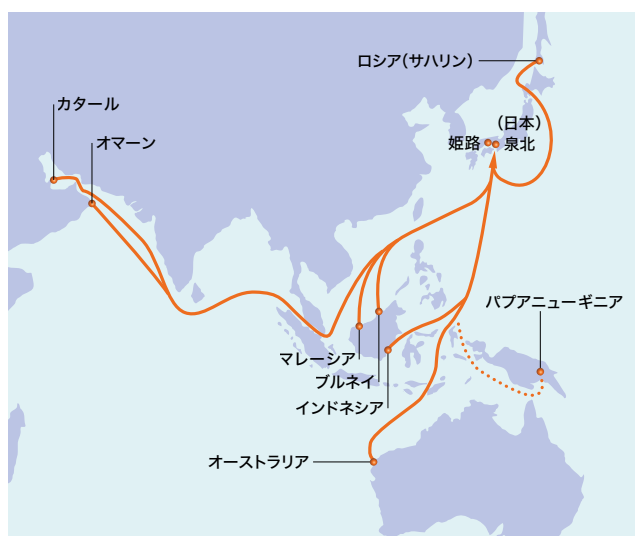 ロシア（サハリン）
カタール
オマーン
（日本）
姫路
泉北
パプアニューギニア
マレーシア
ブルネイ
インドネシア
オーストラリア